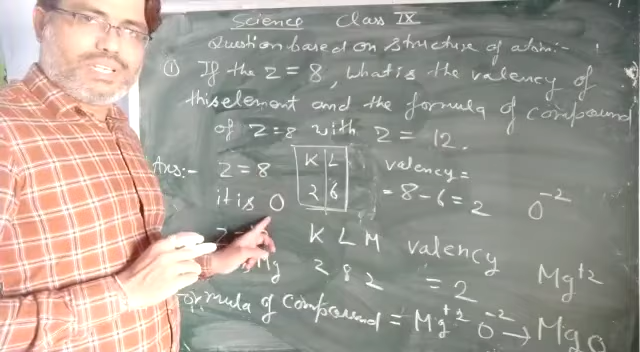 Science Class IX
Question based on structure of atom:-
(1) If the Z = 8, What is the valency of
this element and the formula of compound
of Z=8 with Z = 12.
Ans:- Z = 8 K L valency =
it is O 2 6 = 8-6 = 2 O⁻²
K L M valency
Mg 2 8 2 = 2 Mg⁺²
Formula of compound = Mg⁺² O⁻² → MgO